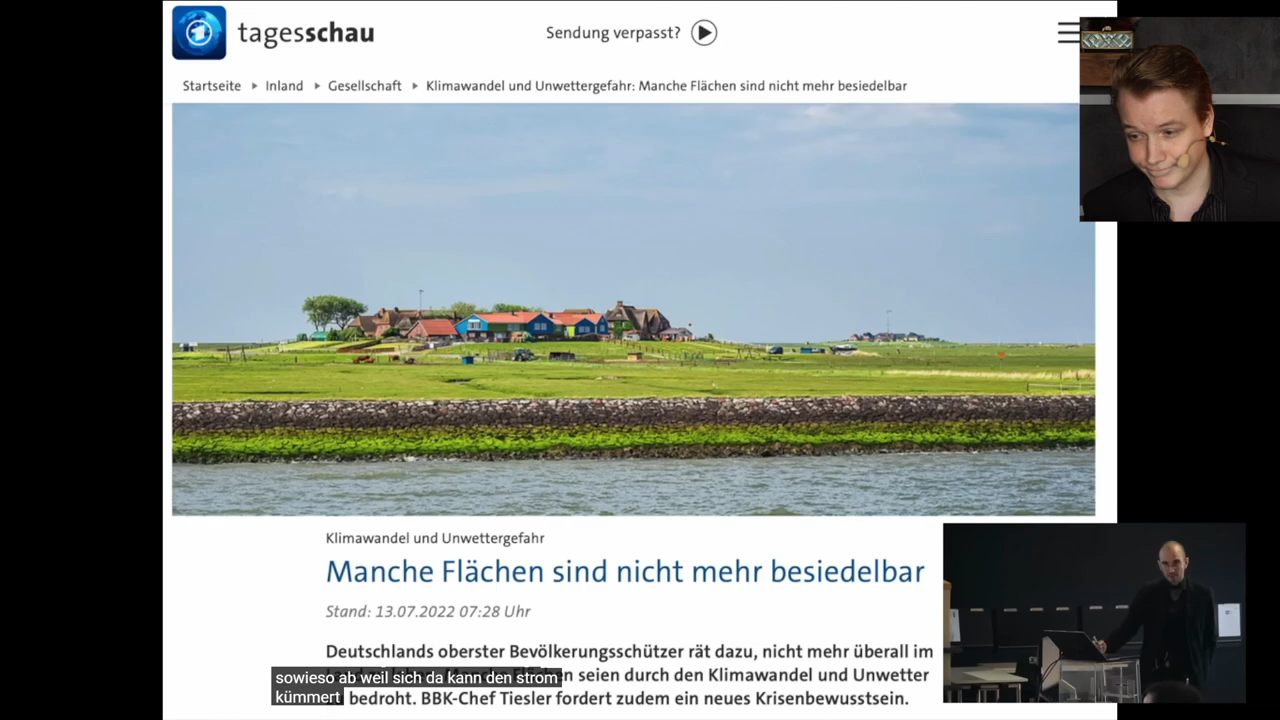 tagesschau
Sendung verpasst?
Startseite Inland Gesellschaft Klimawandel und Unwettergefahr: Manche Flächen sind nicht mehr besiedelbar
Klimawandel und Unwettergefahr
Manche Flächen sind nicht mehr besiedelbar
Stand: 13.07.2022 07:28 Uhr
Deutschlands oberster Bevölkerungsschützer rät dazu, nicht mehr überall im
seien durch den Klimawandel und Unwetter
bedroht. BBK-Chef Tiesler fordert zudem ein neues Krisenbewusstsein.
sowieso ab weil sich da kann den strom
kümmert